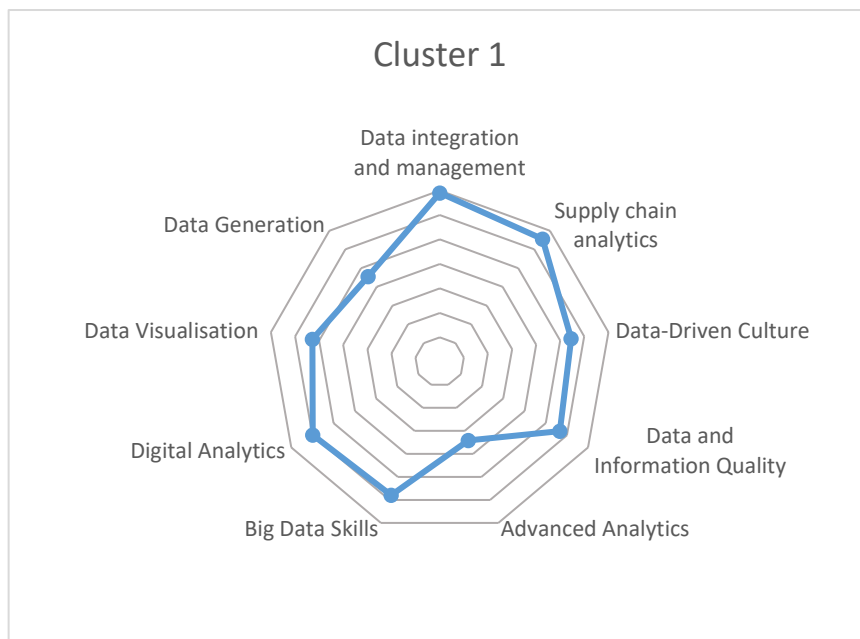 Cluster 1
Data integration
and management
Supply chain
analytics
Data-Driven Culture
Data and
Information Quality
Advanced Analytics
Big Data Skills
Digital Analytics
Data Visualisation
Data Generation